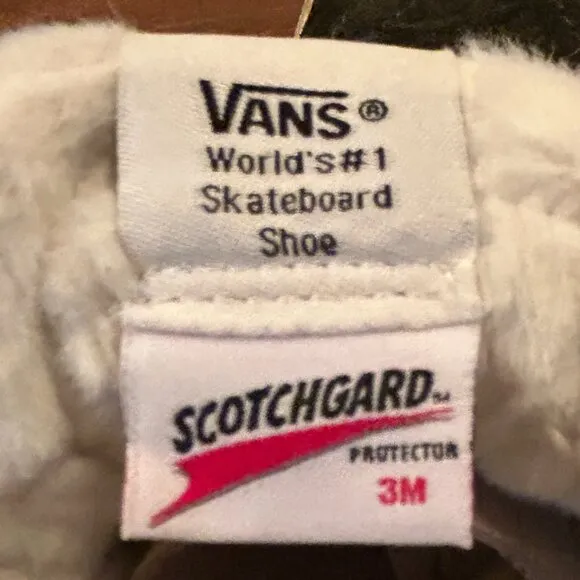 VANS®
World's#1
Skateboard
Shoe
SCOTCHGARD™
PROTECTOR
3M